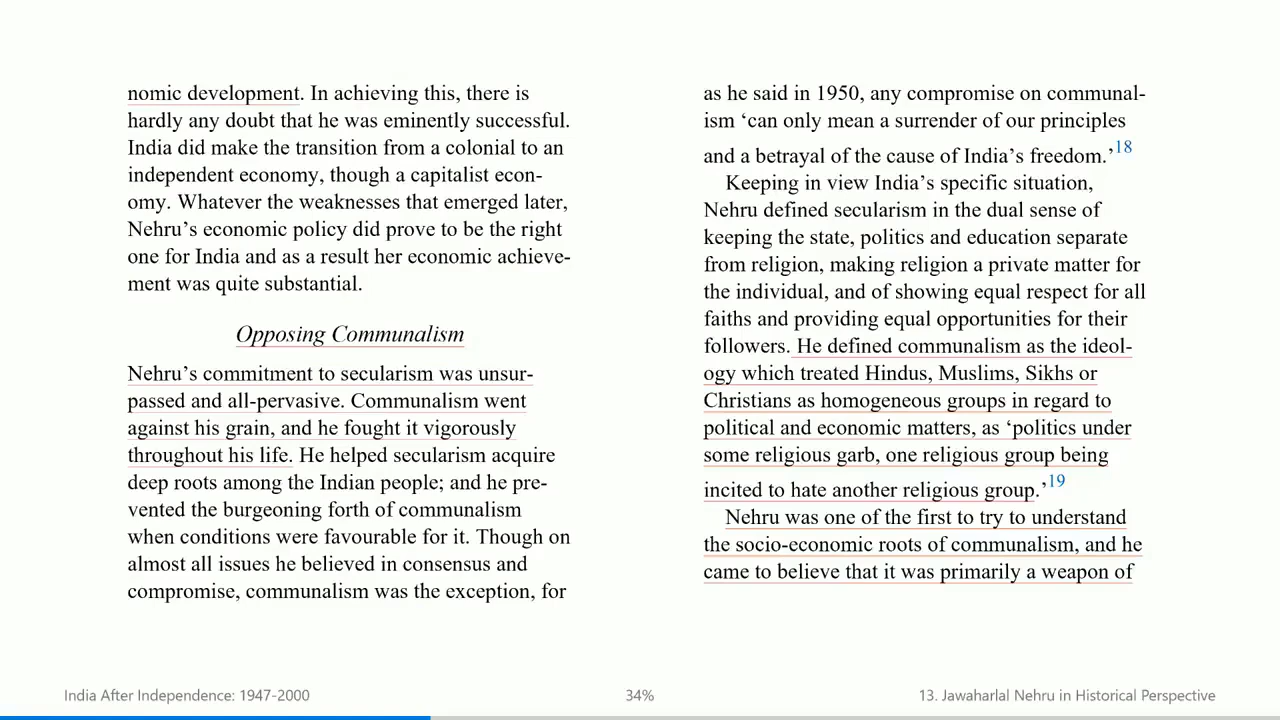 nomic development. In achieving this, there is
hardly any doubt that he was eminently successful.
India did make the transition from a colonial to an
independent economy, though a capitalist econ-
omy. Whatever the weaknesses that emerged later,
Nehru’s economic policy did prove to be the right
one for India and as a result her economic achieve-
ment was quite substantial.
Opposing Communalism
Nehru’s commitment to secularism was unsur-
passed and all-pervasive. Communalism went
against his grain, and he fought it vigorously
throughout his life. He helped secularism acquire
deep roots among the Indian people; and he pre-
vented the burgeoning forth of communalism
when conditions were favourable for it. Though on
almost all issues he believed in consensus and
compromise, communalism was the exception, for
as he said in 1950, any compromise on communal-
ism ‘can only mean a surrender of our principles
and a betrayal of the cause of India’s freedom.’18
Keeping in view India’s specific situation,
Nehru defined secularism in the dual sense of
keeping the state, politics and education separate
from religion, making religion a private matter for
the individual, and of showing equal respect for all
faiths and providing equal opportunities for their
followers. He defined communalism as the ideol-
ogy which treated Hindus, Muslims, Sikhs or
Christians as homogeneous groups in regard to
political and economic matters, as ‘politics under
some religious garb, one religious group being
incited to hate another religious group.’19
Nehru was one of the first to try to understand
the socio-economic roots of communalism, and he
came to believe that it was primarily a weapon of
India After Independence: 1947-2000
34%
13. Jawaharlal Nehru in Historical Perspective